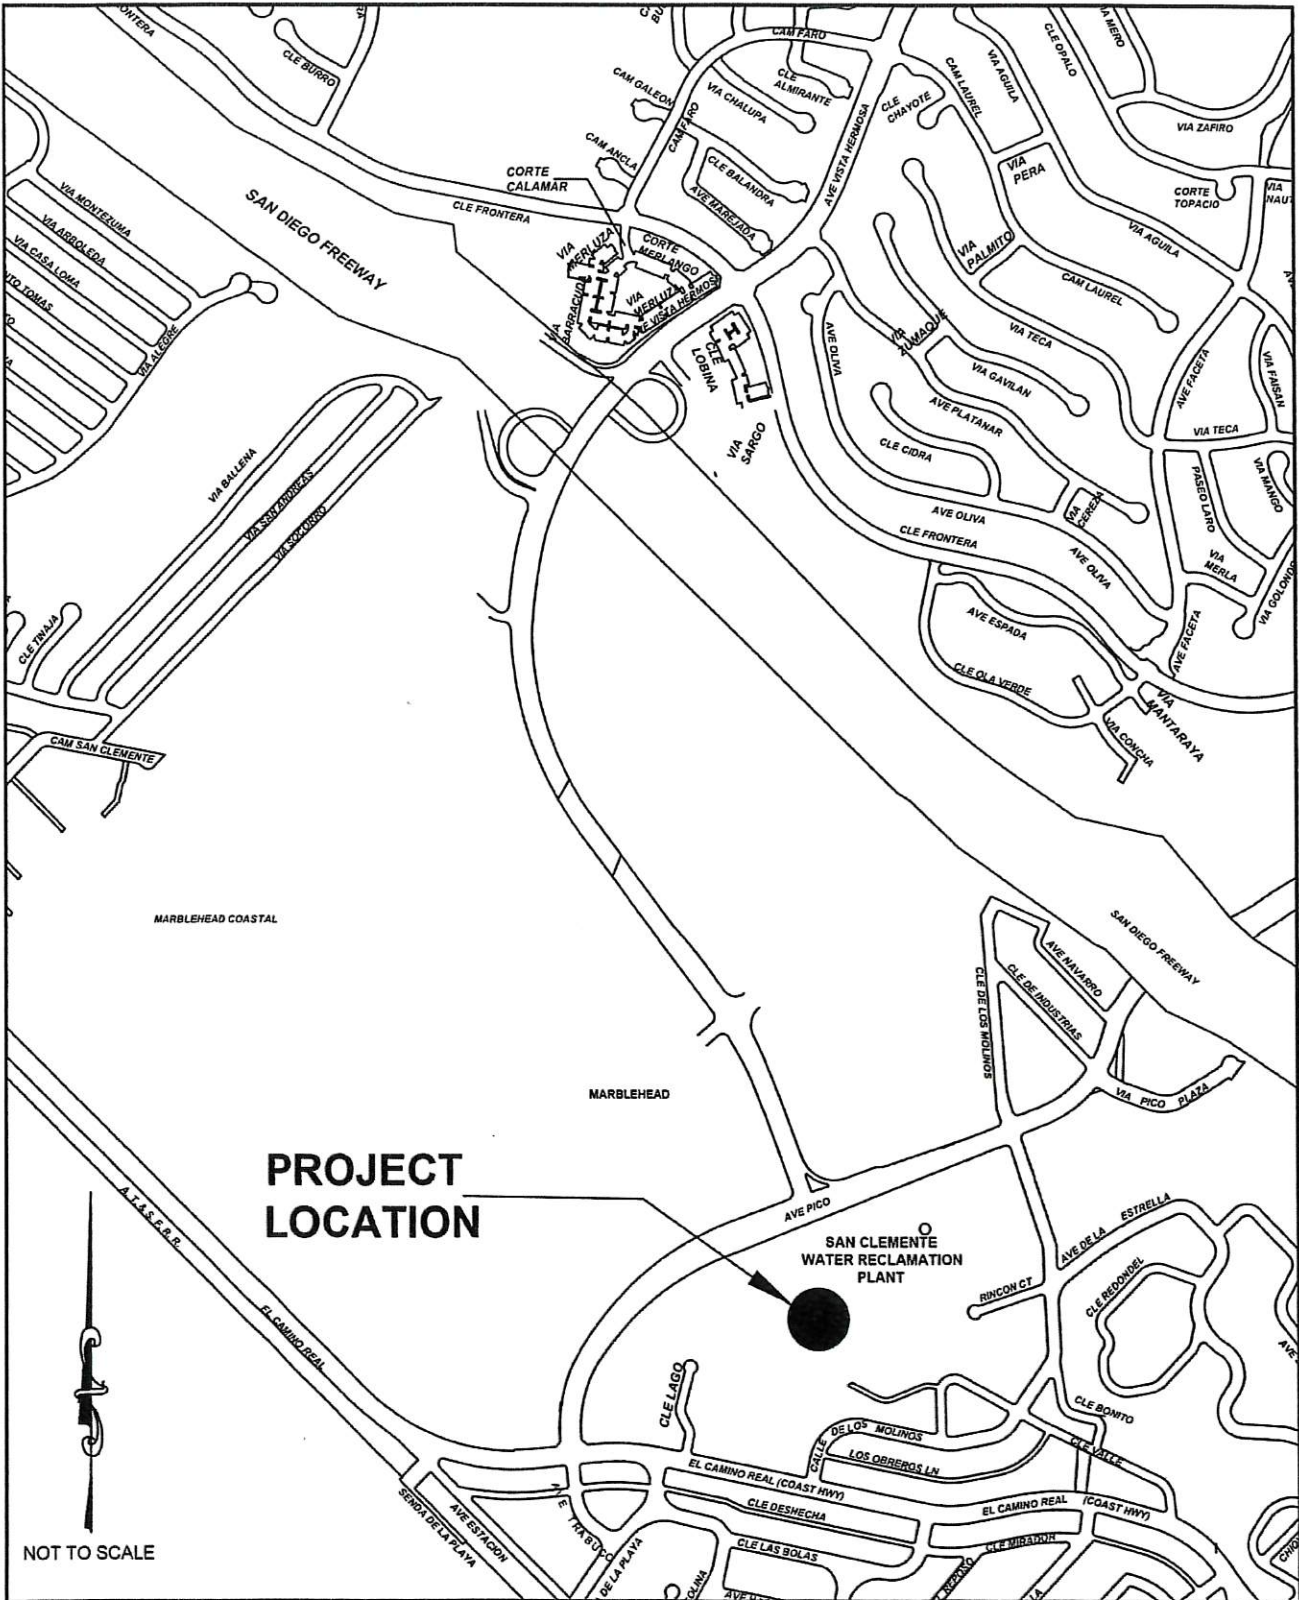 CLE BURRO
CAM FARO
CLE OPALO
CAM GALEON
CLE
ALMIRANTE
CAM LAUREL
VIA AGUILA
VIA CHALUPA
CLE
CHAYOTE
VIA ZAFIRO
CAM ANCLA
CAM FARO
CLE BALANDRA
AVE VISTA HERMOSA
VIA
PERA
CORTE
CALAMAR
AVE MAREJADA
CORTE
TOPACIO
VIA
VIA MONTEZUMA
SAN DIEGO FREEWAY
CLE FRONTERA
VIA ARBOLEDA
VIA CASA LOMA
VIA
MERLUZA
CORTE
MERLANGO
VIA
PALMITO
VIA AGUILA
CAM LAUREL
VIA
BARRACUDA
VIA
MERLUZA
AVE VISTA HERMOSA
VIA
ZUMAQUE
VIA TECA
VIA ALEGRE
CLE
LOBINA
AVE OLIVA
VIA GAVILAN
AVE FACETA
VIA FAISAN
AVE PLATANAR
VIA
SARGO
CLE CIDRA
VIA TECA
VIA BALLENA
VIA SAN ANDREAS
VIA SOCORRO
AVE OLIVA
VIA
CEREZA
PASEO LARO
VIA MANGO
CLE FRONTERA
AVE OLIVA
VIA
MERLA
CLE TINAJA
AVE ESPADA
AVE FACETA
CLE OLA VERDE
VIA
MANTARAYA
VIA CONCHA
CAM SAN CLEMENTE
MARBLEHEAD COASTAL
SAN DIEGO FREEWAY
AVE NAVARRO
CLE DE INDUSTRIAS
CLE DE LOS MOLINOS
MARBLEHEAD
VIA PICO PLAZA
PROJECT
LOCATION
A.T. & S.F. R.R.
AVE PICO
AVE DE LA ESTRELLA
SAN CLEMENTE
WATER RECLAMATION
PLANT
RINCON CT
CLE REDONDEL
EL CAMINO REAL
CLE LAGO
CLE BONITO
CALLE DE LOS MOLINOS
LOS OBREROS LN
CLE VALLE
EL CAMINO REAL (COAST HWY)
EL CAMINO REAL (COAST HWY)
CLE DESHECHA
SENDA DE LA PLAYA
AVE ESTACION
AVE TRABUCO
DE LA PLAYA
CLE LAS BOLAS
CLE MIRADOR
NOT TO SCALE